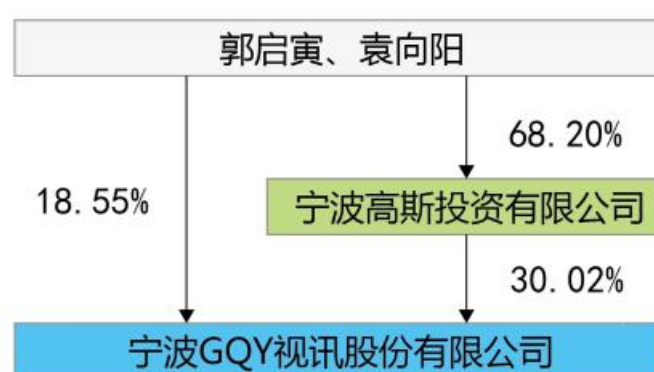 郭启寅、袁向阳
68.20%
18.55%
宁波高斯投资有限公司
30.02%
宁波GQY视讯股份有限公司